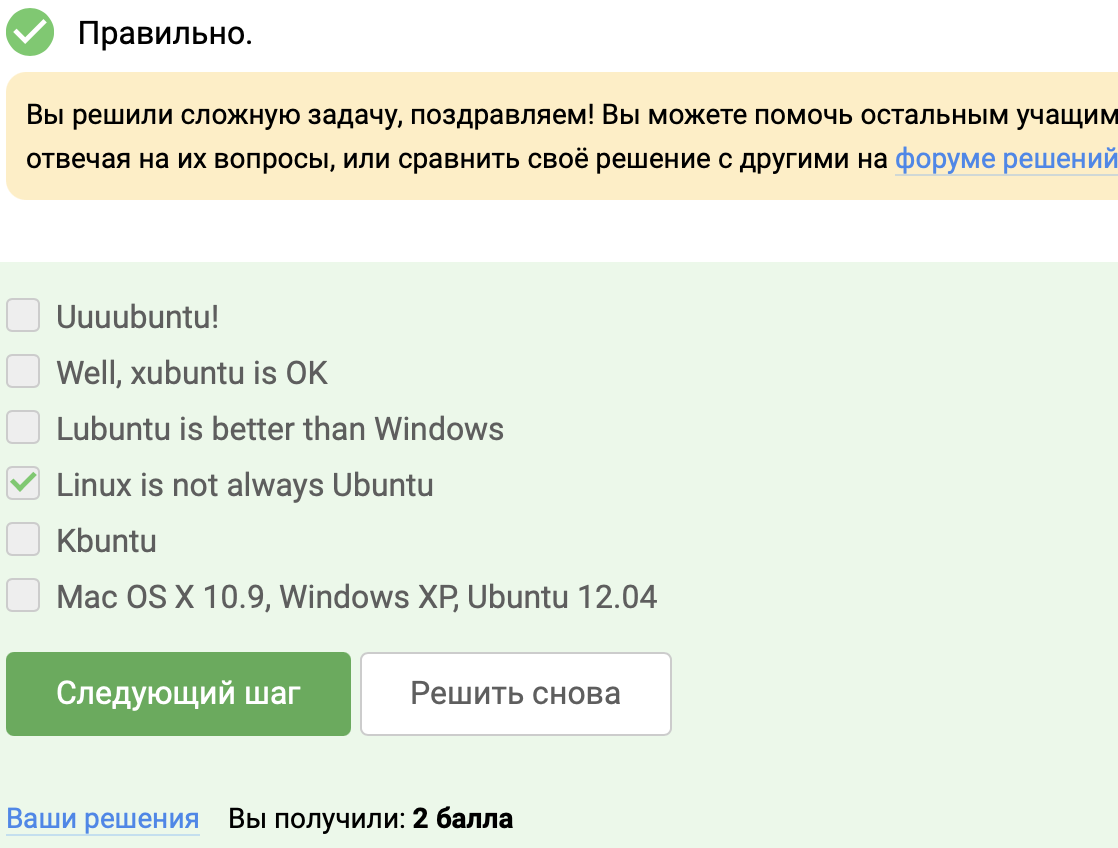 Правильно.
Вы решили сложную задачу, поздравляем! Вы можете помочь остальным учащим
отвечая на их вопросы, или сравнить своё решение с другими на форуме решений
Uuuubuntu!
Well, xubuntu is OK
Lubuntu is better than Windows
Linux is not always Ubuntu
Kbuntu
Mac OS X 10.9, Windows XP, Ubuntu 12.04
Следующий шаг
Решить снова
Ваши решения
Вы получили: 2 балла